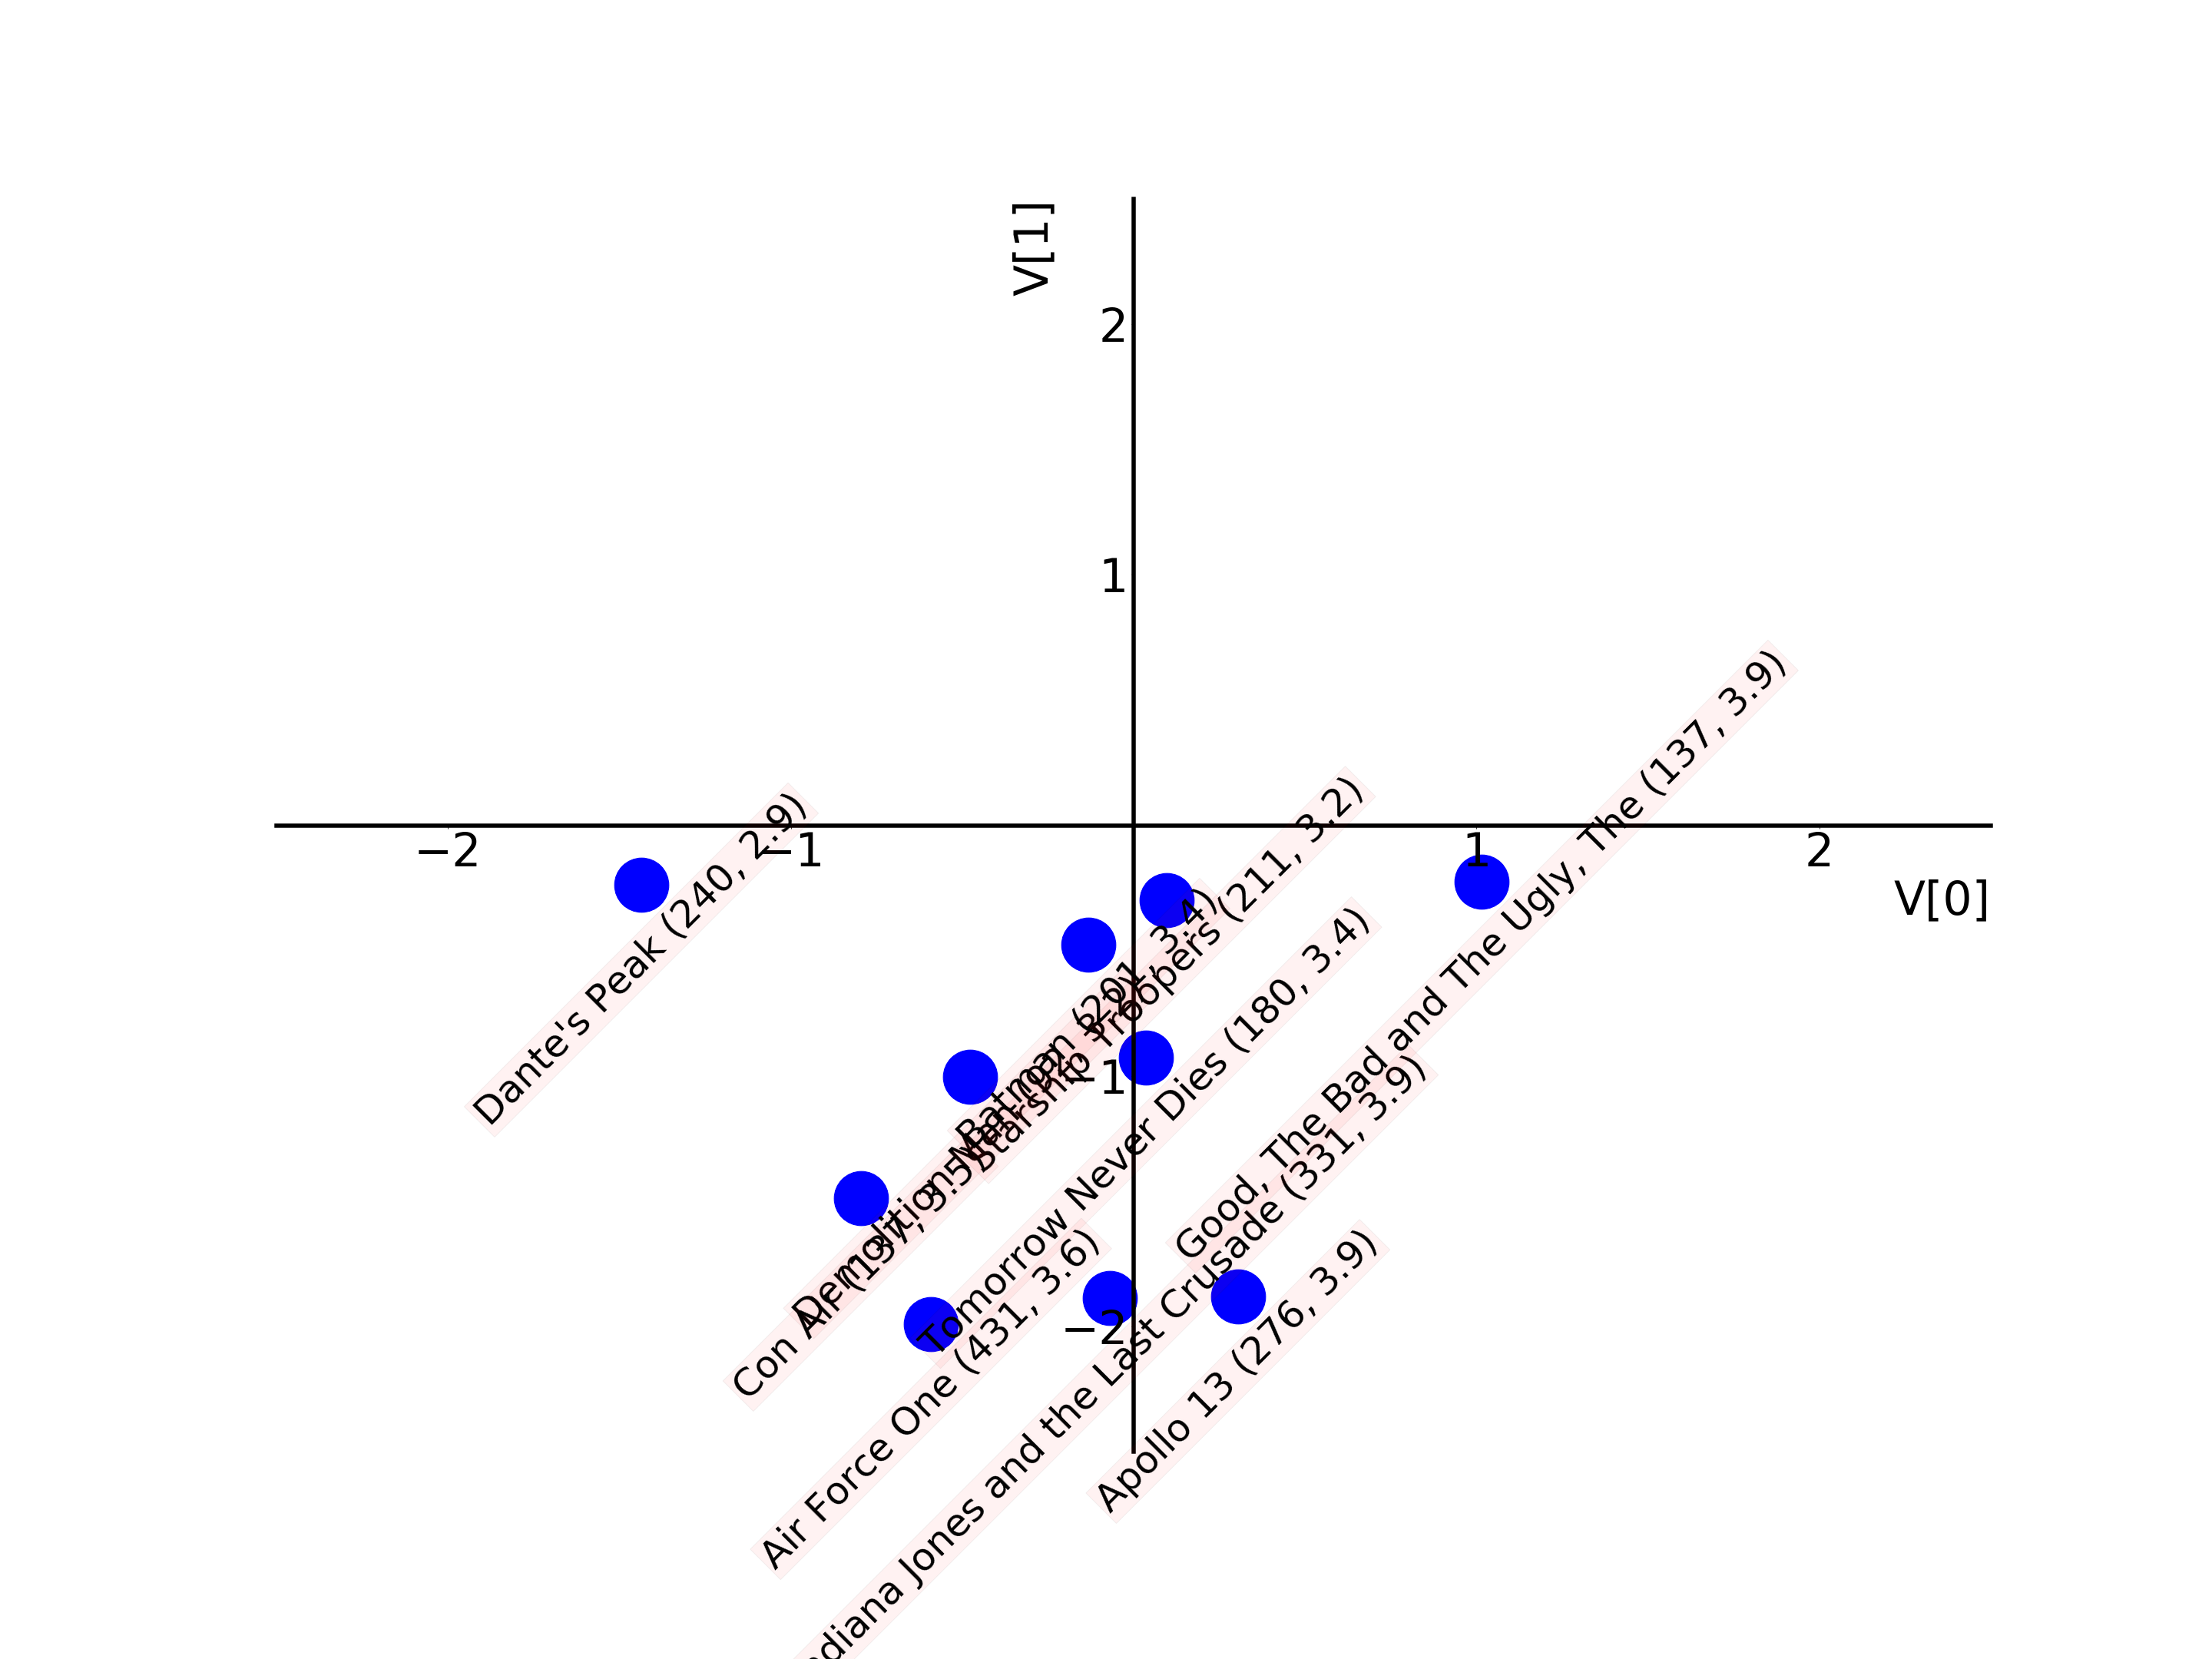 V[1]
2
1
Good, The Bad and The Ugly, The (137, 3.9)
Starship Troopers (211, 3.2)
Dante's Peak (240, 2.9)
−2
−1
1
2
V[0]
Batman (201, 3.4)
Tomorrow Never Dies (180, 3.4)
−1
Demolition Man
Con Air (137, 3.5)
Jones and the Last Crusade (331, 3.9)
Air Force One (431, 3.6)
Apollo 13 (276, 3.9)
−2